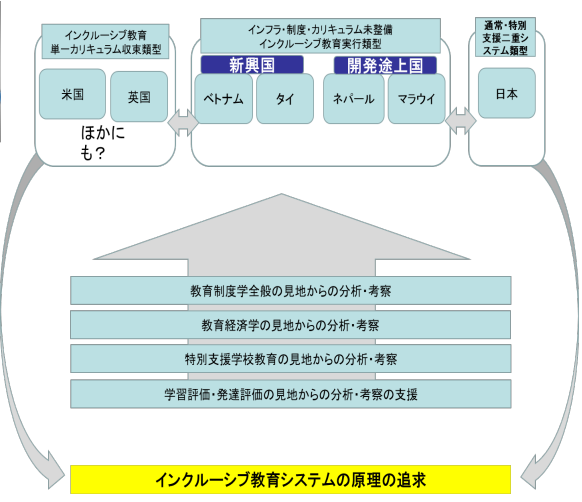 インクルーシブ教育
単一カリキュラム収束類型
米国
英国
ほかに
も?
インフラ・制度・カリキュラム未整備
インクルーシブ教育実行類型
新興国
開発途上国
ベトナム
タイ
ネパール
マラウイ
通常・特別
支援二重シ
ステム類型
日本
教育制度学全般の見地からの分析・考察
教育経済学の見地からの分析・考察
特別支援学校教育の見地からの分析・考察
学習評価・発達評価の見地からの分析・考察の支援
インクルーシブ教育システムの原理の追求